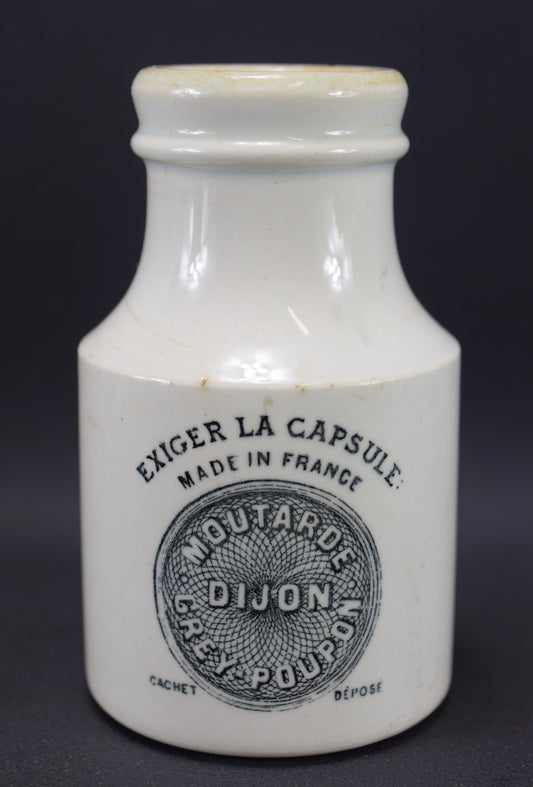 EXIGER LA CAPSULE:
MADE IN FRANCE
MOUTARDE
DIJON
GREY-POUPON
CACHET DÉPOSÉ